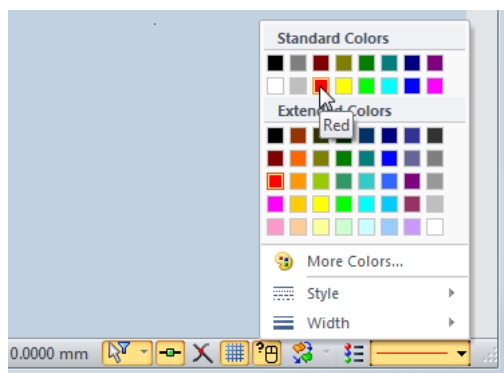 Standard Colors
Extended Colors
Red
More Colors...
Style
Width
0.0000 mm